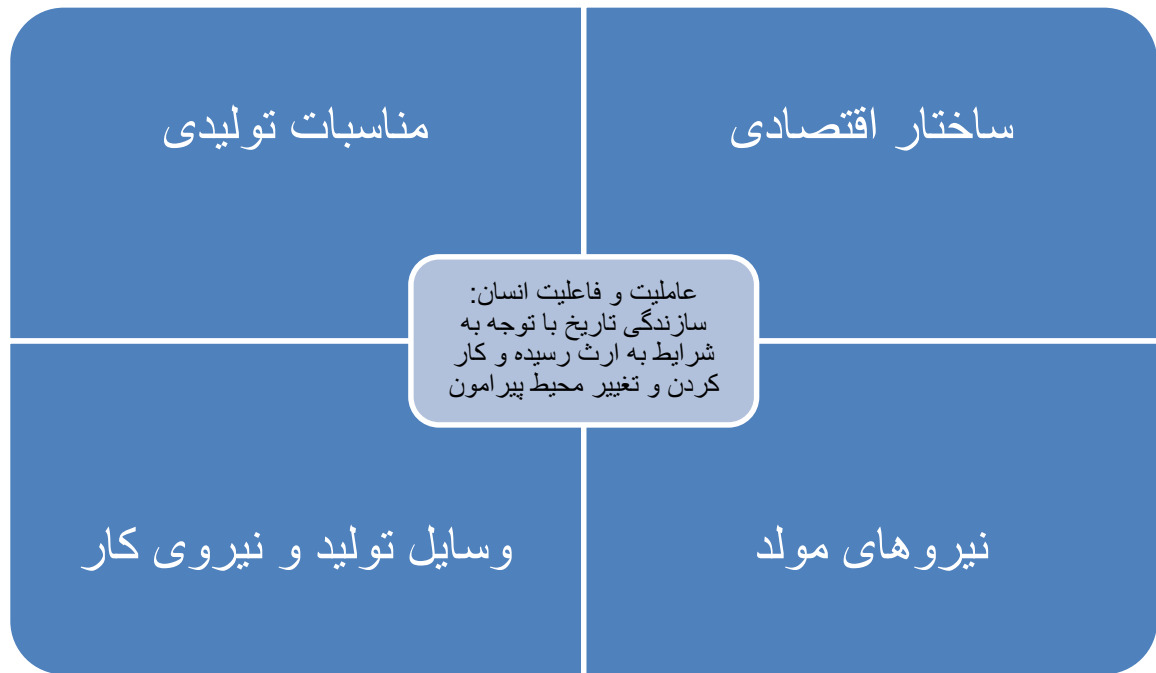 ساختار اقتصادی
مناسبات تولیدی
عاملیت و فاعلیت انسان:
سازندگی تاریخ با توجه به
شرایط به ارث رسیده و کار
کردن و تغییر محیط پیرامون
نیروهای مولد
وسایل تولید و نیروی کار